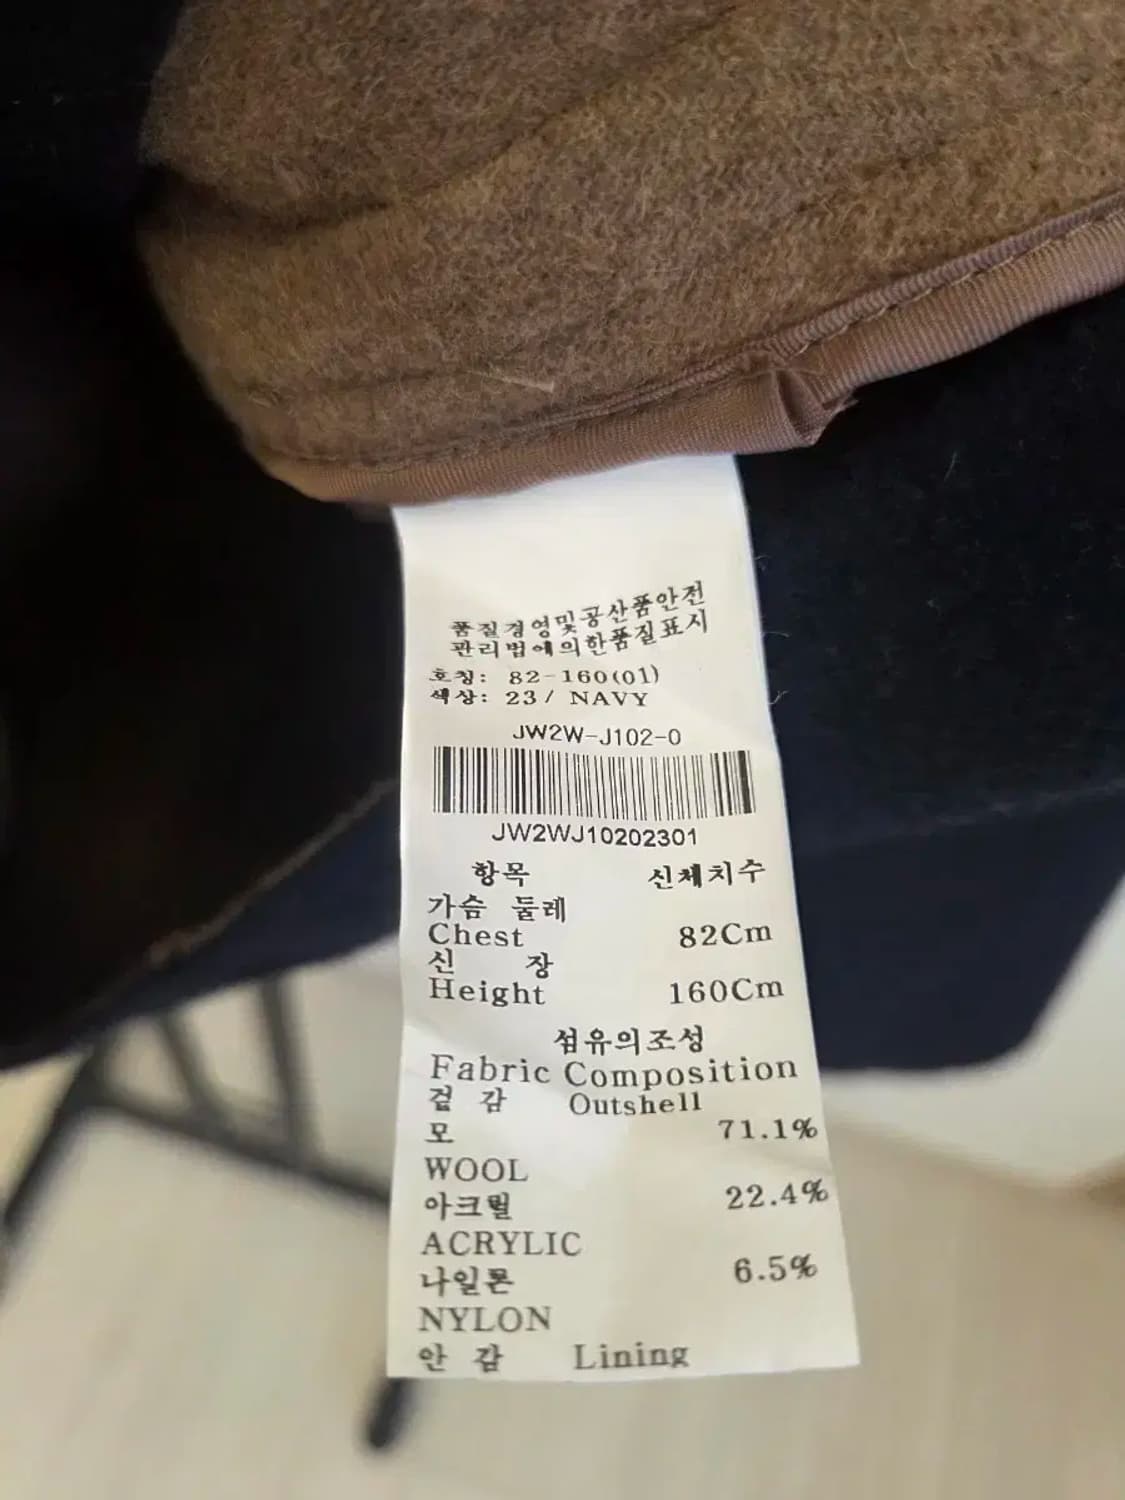 품질경영및공산품안전
관리법에의한품질표시
호칭: 82-160(01)
색상: 23/ NAVY
JW2W-J102-0
JW2WJ10202301
항목 신체치수
가슴 둘레
Chest 82Cm
신 장
Height 160Cm
섬유의조성
Fabric Composition
겉 감 Outshell
모 71.1%
WOOL
아크릴 22.4%
ACRYLIC
나일론 6.5%
NYLON
안 감 Lining